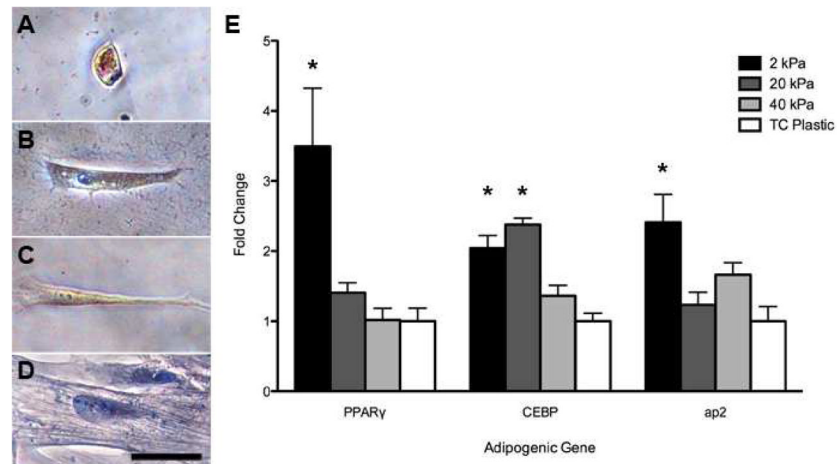 A
B
C
D
E
5
4
3
2
1
0
Fold Change
*
* *
*
2 kPa
20 kPa
40 kPa
TC Plastic
PPARγ
CEBP
ap2
Adipogenic Gene